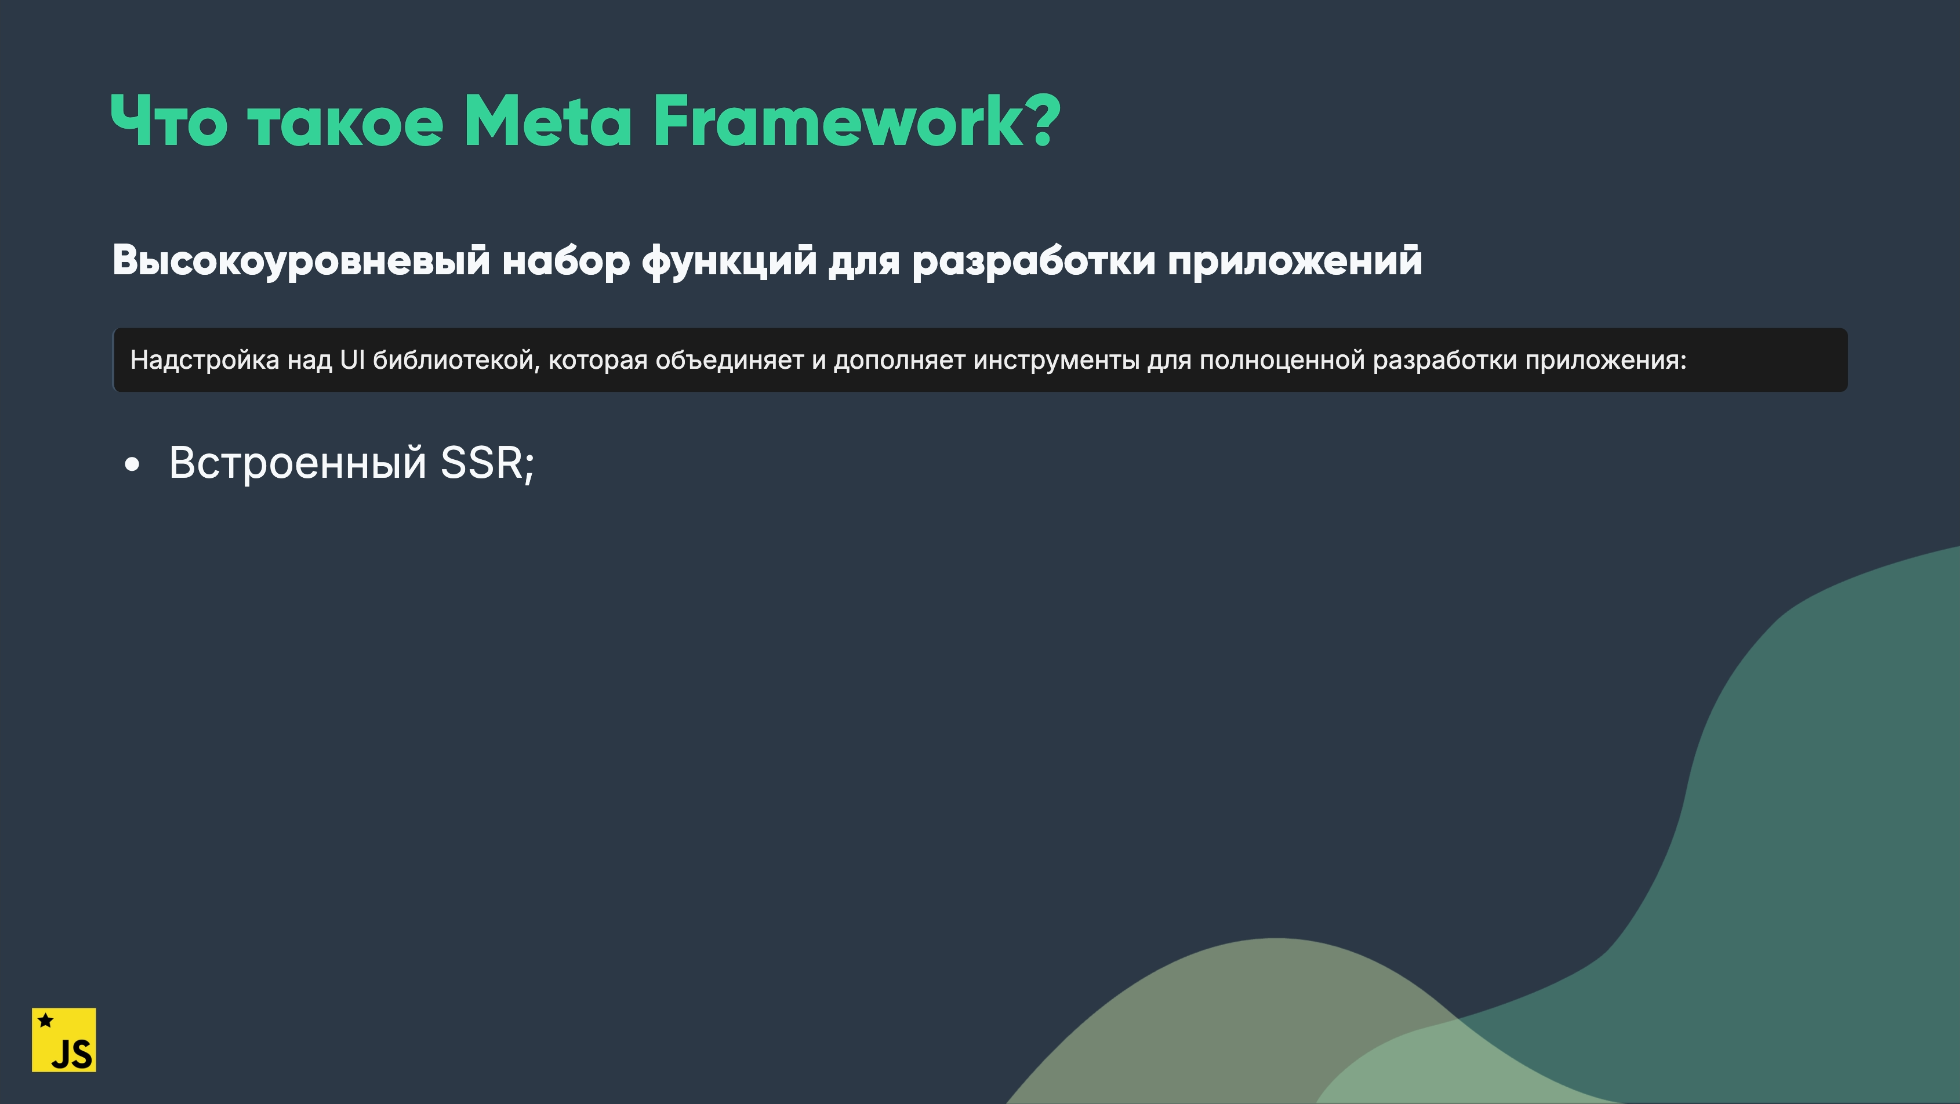 Что такое Meta Framework?
Высокоуровневый набор функций для разработки приложений
Надстройка над UI библиотекой, которая объединяет и дополняет инструменты для полноценной разработки приложения:
• Встроенный SSR;
JS